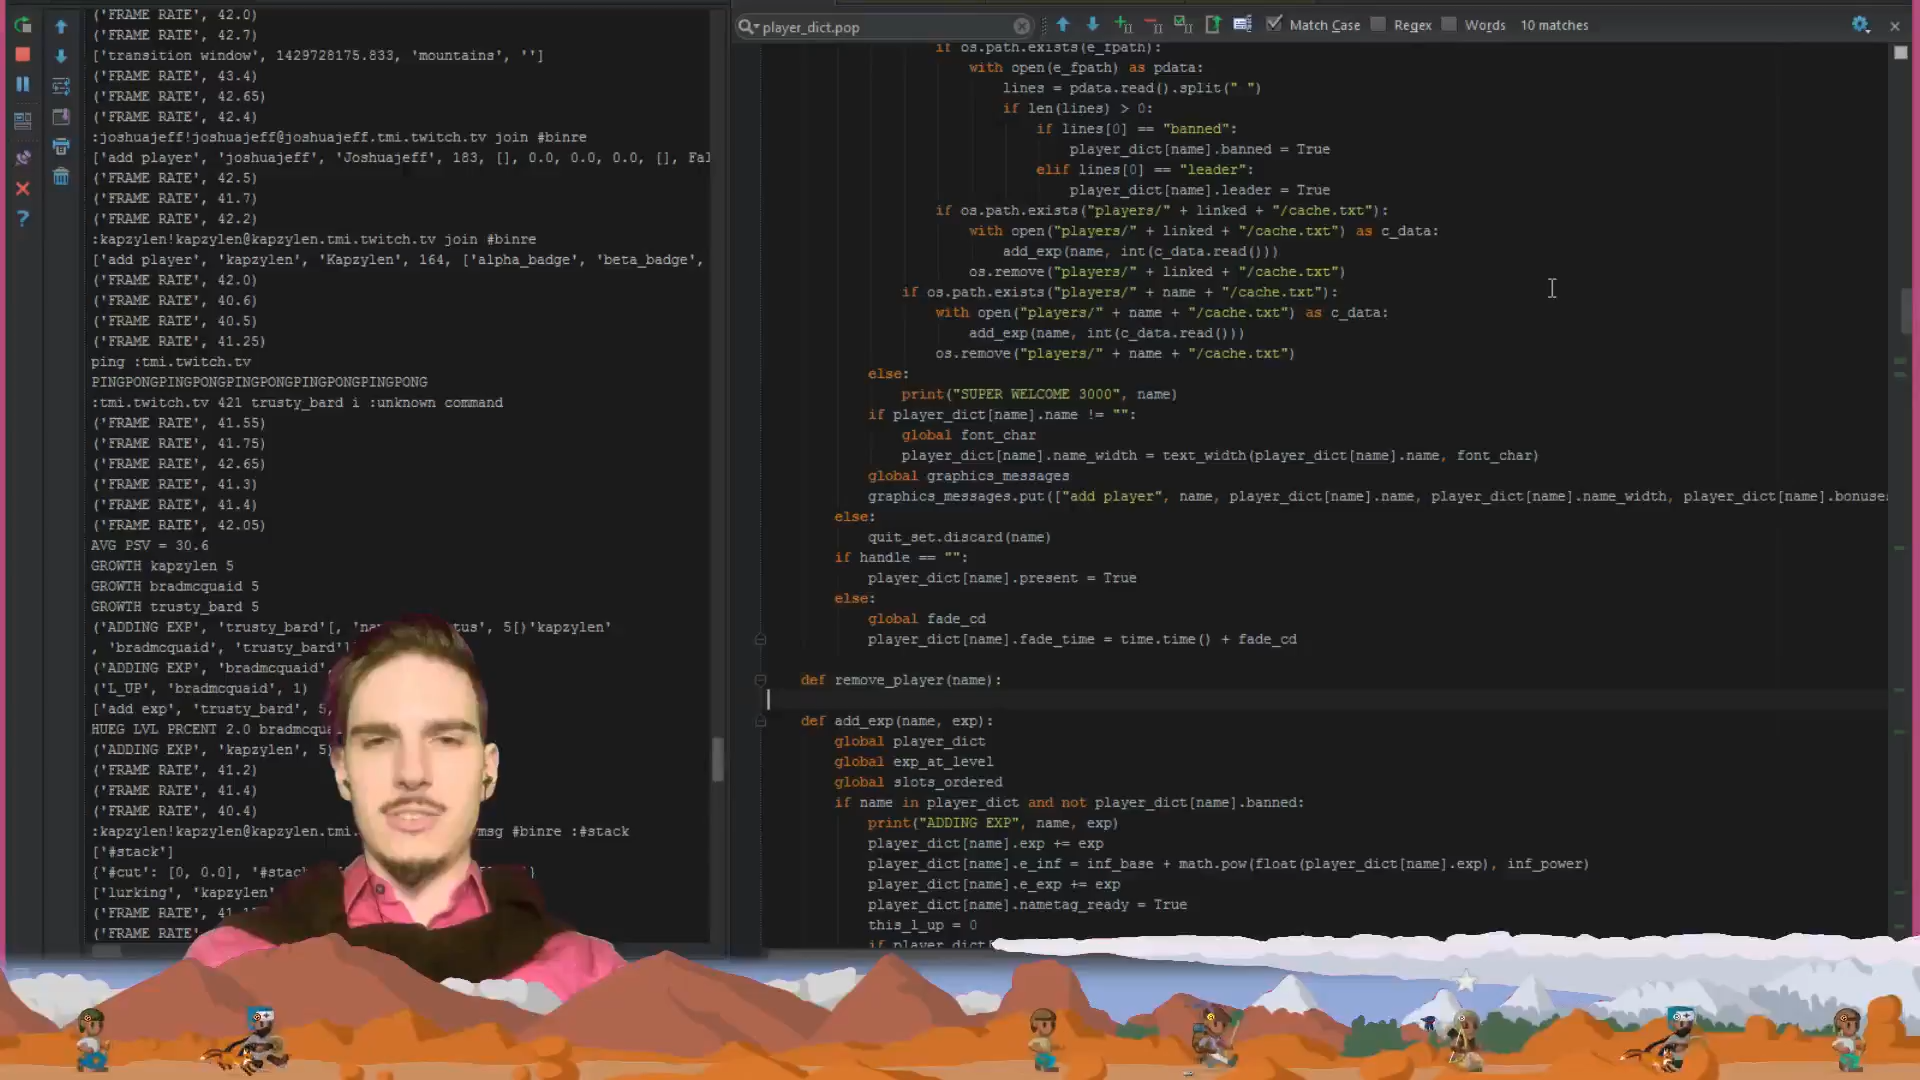 ('FRAME RATE', 42.0)
('FRAME RATE', 42.7)
['transition window', 1429728175.833, 'mountains', '']
('FRAME RATE', 43.4)
('FRAME RATE', 42.65)
('FRAME RATE', 42.4)
:joshuajeff!joshuajeff@joshuajeff.tmi.twitch.tv join #binre
['add player', 'joshuajeff', 'Joshuajeff', 183, [], 0.0, 0.0, 0.0, [], Fal
('FRAME RATE', 42.5)
('FRAME RATE', 41.7)
('FRAME RATE', 42.2)
:kapzylen!kapzylen@kapzylen.tmi.twitch.tv join #binre
['add player', 'kapzylen', 'Kapzylen', 164, ['alpha_badge', 'beta_badge',
('FRAME RATE', 42.0)
('FRAME RATE', 40.6)
('FRAME RATE', 40.5)
('FRAME RATE', 41.25)
ping :tmi.twitch.tv
PINGPONGPINGPONGPINGPONGPINGPONGPINGPONG
:tmi.twitch.tv 421 trusty_bard i :unknown command
('FRAME RATE', 41.55)
('FRAME RATE', 41.75)
('FRAME RATE', 42.65)
('FRAME RATE', 41.3)
('FRAME RATE', 41.4)
('FRAME RATE', 42.05)
AVG PSV = 30.6
GROWTH kapzylen 5
GROWTH bradmcquaid 5
GROWTH trusty_bard 5
('ADDING EXP', 'trusty_bard'[, 'na tus', 5[)'kapzylen'
, 'bradmcquaid', 'trusty_bard']
('ADDING EXP', 'bradmcquaid',
('L_UP', 'bradmcquaid', 1)
['add exp', 'trusty_bard', 5,
HUEG LVL PRCENT 2.0 bradmcqua
('ADDING EXP', 'kapzylen', 5)
('FRAME RATE', 41.2)
('FRAME RATE', 41.4)
('FRAME RATE', 40.4)
:kapzylen!kapzylen@kapzylen.tmi. msg #binre :#stack
['#stack']
{'#cut': [0, 0.0], '#stac
['lurking', 'kapzylen'
('FRAME RATE', 41.
('FRAME RATE',
player_dict.pop
Match Case
Regex
Words
10 matches
if os.path.exists(e_fpath):
with open(e_fpath) as pdata:
lines = pdata.read().split(" ")
if len(lines) > 0:
if lines[0] == "banned":
player_dict[name].banned = True
elif lines[0] == "leader":
player_dict[name].leader = True
if os.path.exists("players/" + linked + "/cache.txt"):
with open("players/" + linked + "/cache.txt") as c_data:
add_exp(name, int(c_data.read()))
os.remove("players/" + linked + "/cache.txt")
if os.path.exists("players/" + name + "/cache.txt"):
with open("players/" + name + "/cache.txt") as c_data:
add_exp(name, int(c_data.read()))
os.remove("players/" + name + "/cache.txt")
else:
print("SUPER WELCOME 3000", name)
if player_dict[name].name != "":
global font_char
player_dict[name].name_width = text_width(player_dict[name].name, font_char)
global graphics_messages
graphics_messages.put(["add player", name, player_dict[name].name, player_dict[name].name_width, player_dict[name].bonuse
else:
quit_set.discard(name)
if handle == "":
player_dict[name].present = True
else:
global fade_cd
player_dict[name].fade_time = time.time() + fade_cd
def remove_player(name):
def add_exp(name, exp):
global player_dict
global exp_at_level
global slots_ordered
if name in player_dict and not player_dict[name].banned:
print("ADDING EXP", name, exp)
player_dict[name].exp += exp
player_dict[name].e_inf = inf_base + math.pow(float(player_dict[name].exp), inf_power)
player_dict[name].e_exp += exp
player_dict[name].nametag_ready = True
this_l_up = 0
if player_dict[